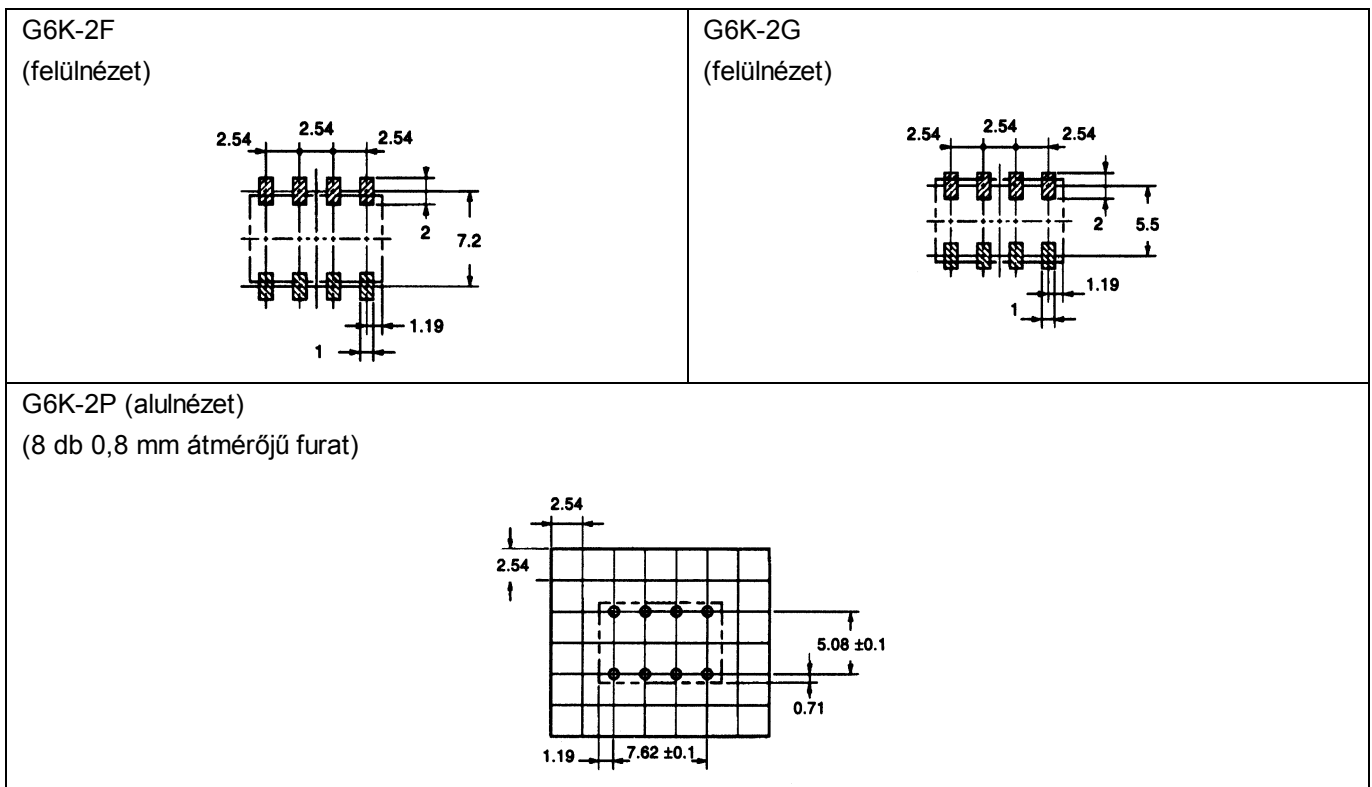 G6K-2F
(felülnézet)
2.54 2.54 2.54
2
7.2
1.19
1
G6K-2G
(felülnézet)
2.54 2.54 2.54
2
5.5
1.19
1
G6K-2P (alulnézet)
(8 db 0,8 mm átmérőjű furat)
2.54
2.54
5.08 ±0.1
0.71
1.19 7.62 ±0.1